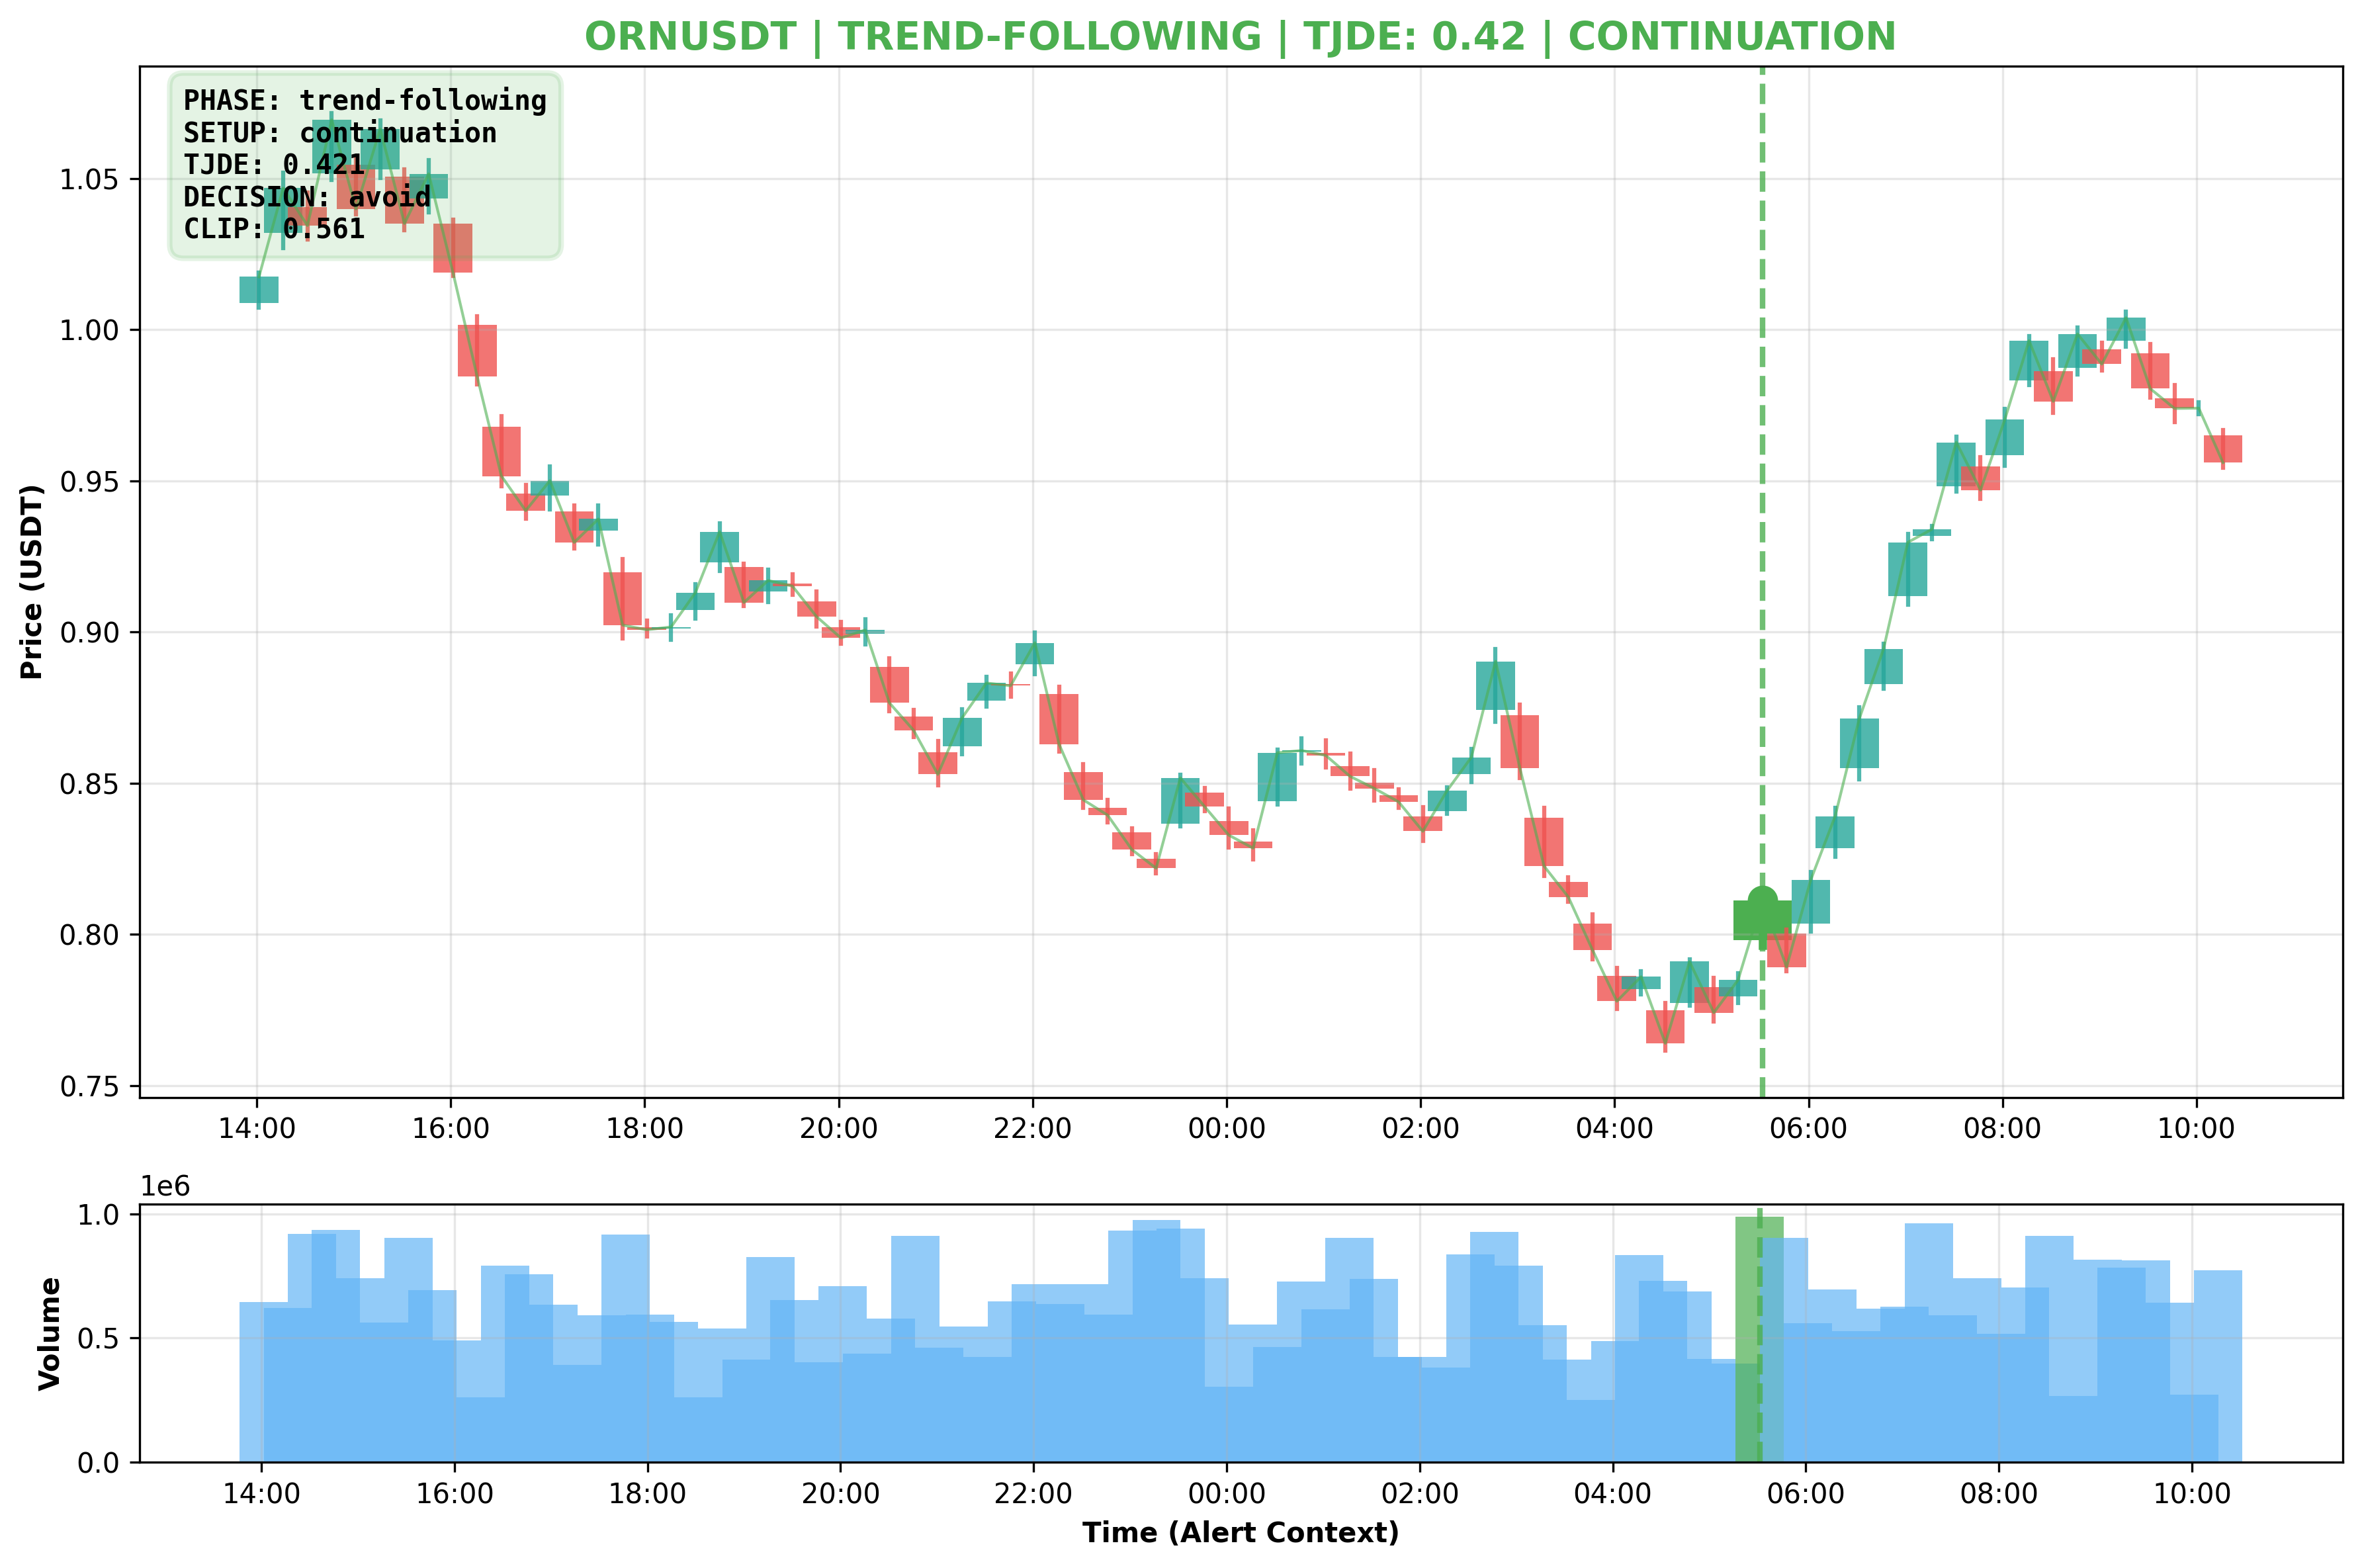 ORNUSDT | TREND-FOLLOWING | TJDE: 0.42 | CONTINUATION
PHASE: trend-following
SETUP: continuation
TJDE: 0.421
DECISION: avoid
CLIP: 0.561
Price (USDT)
1.05
1.00
0.95
0.90
0.85
0.80
0.75
14:00 16:00 18:00 20:00 22:00 00:00 02:00 04:00 06:00 08:00 10:00
1e6
Volume
1.0
0.5
0.0
14:00 16:00 18:00 20:00 22:00 00:00 02:00 04:00 06:00 08:00 10:00
Time (Alert Context)